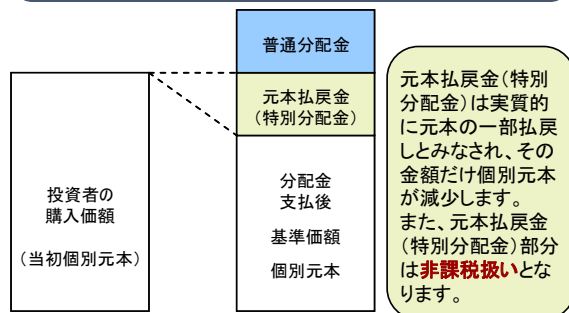 普通分配金
元本払戻金
(特別分配金)
投資者の
購入価額
(当初個別元本)
分配金
支払後
基準価額
個別元本
元本払戻金(特別
分配金)は実質的
に元本の一部払戻
しとみなされ、その
金額だけ個別元本
が減少します。
また、元本払戻金
(特別分配金)部分
は非課税扱いとな
ります。